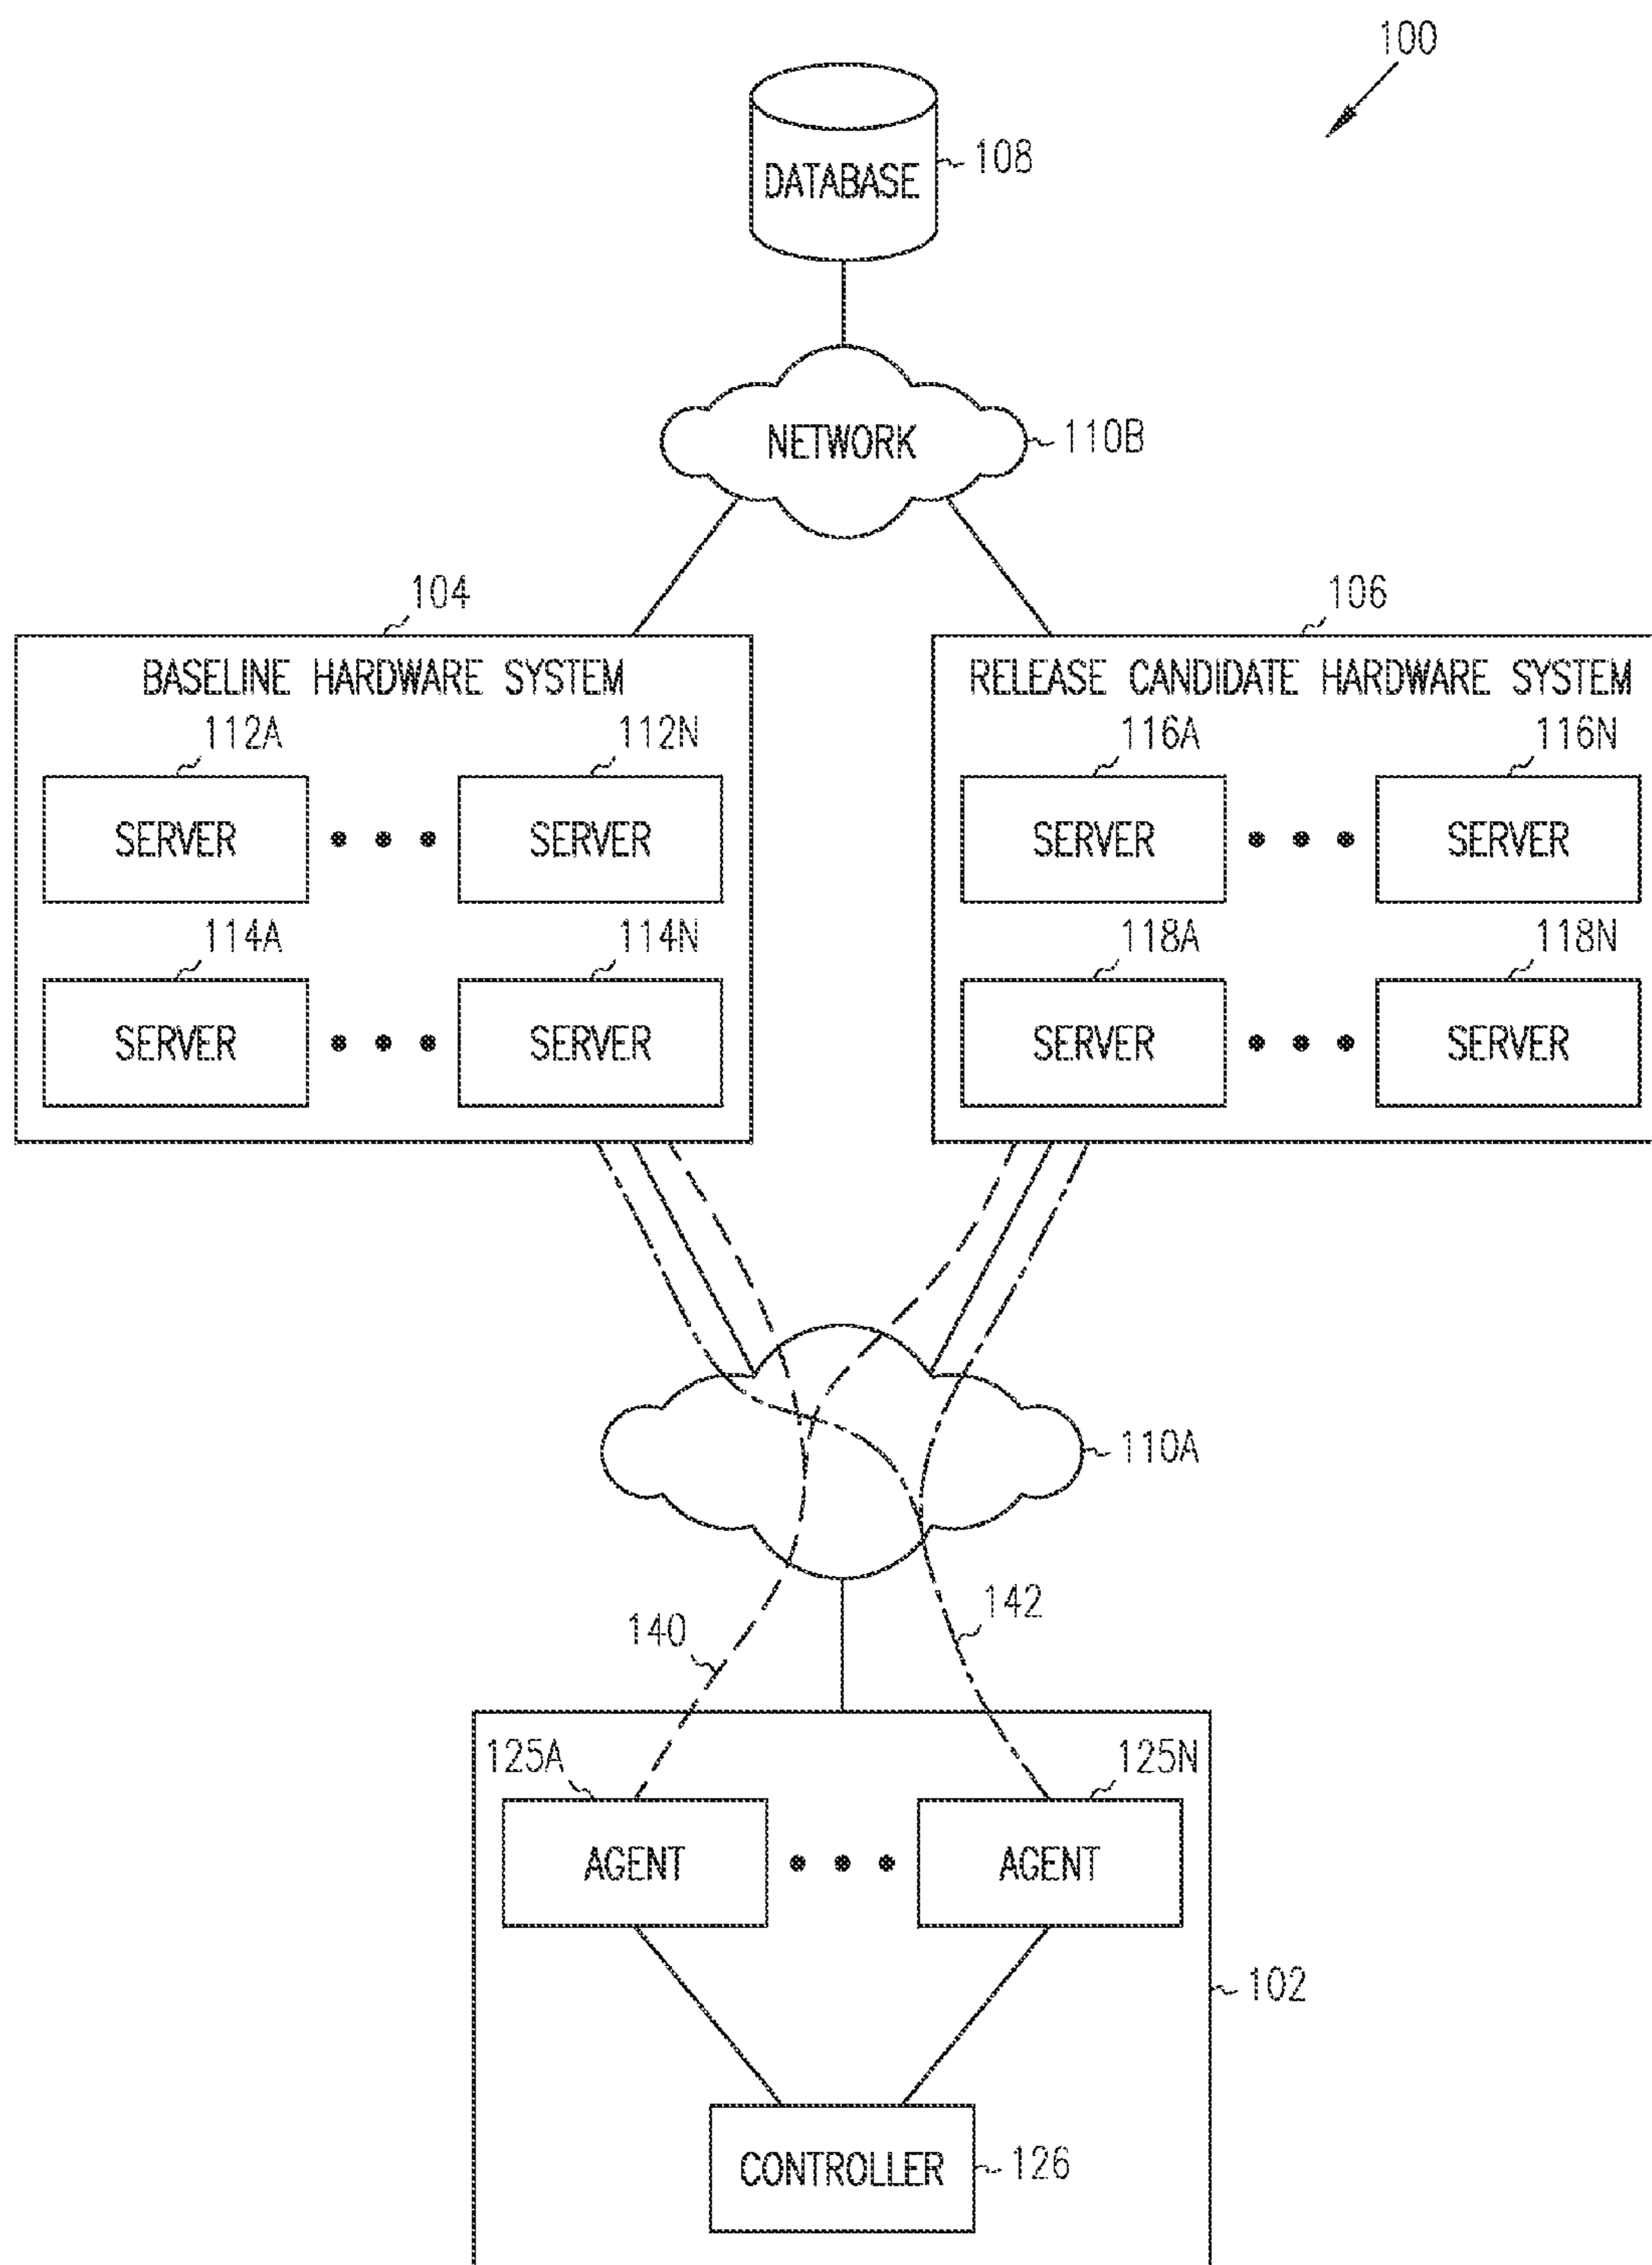 100
DATABASE
108
NETWORK
110B
104
106
BASELINE HARDWARE SYSTEM
RELEASE CANDIDATE HARDWARE SYSTEM
112A
112N
116A
116N
SERVER
SERVER
SERVER
SERVER
114A
114N
118A
118N
SERVER
SERVER
SERVER
SERVER
110A
140
142
125A
125N
AGENT
AGENT
102
CONTROLLER
126